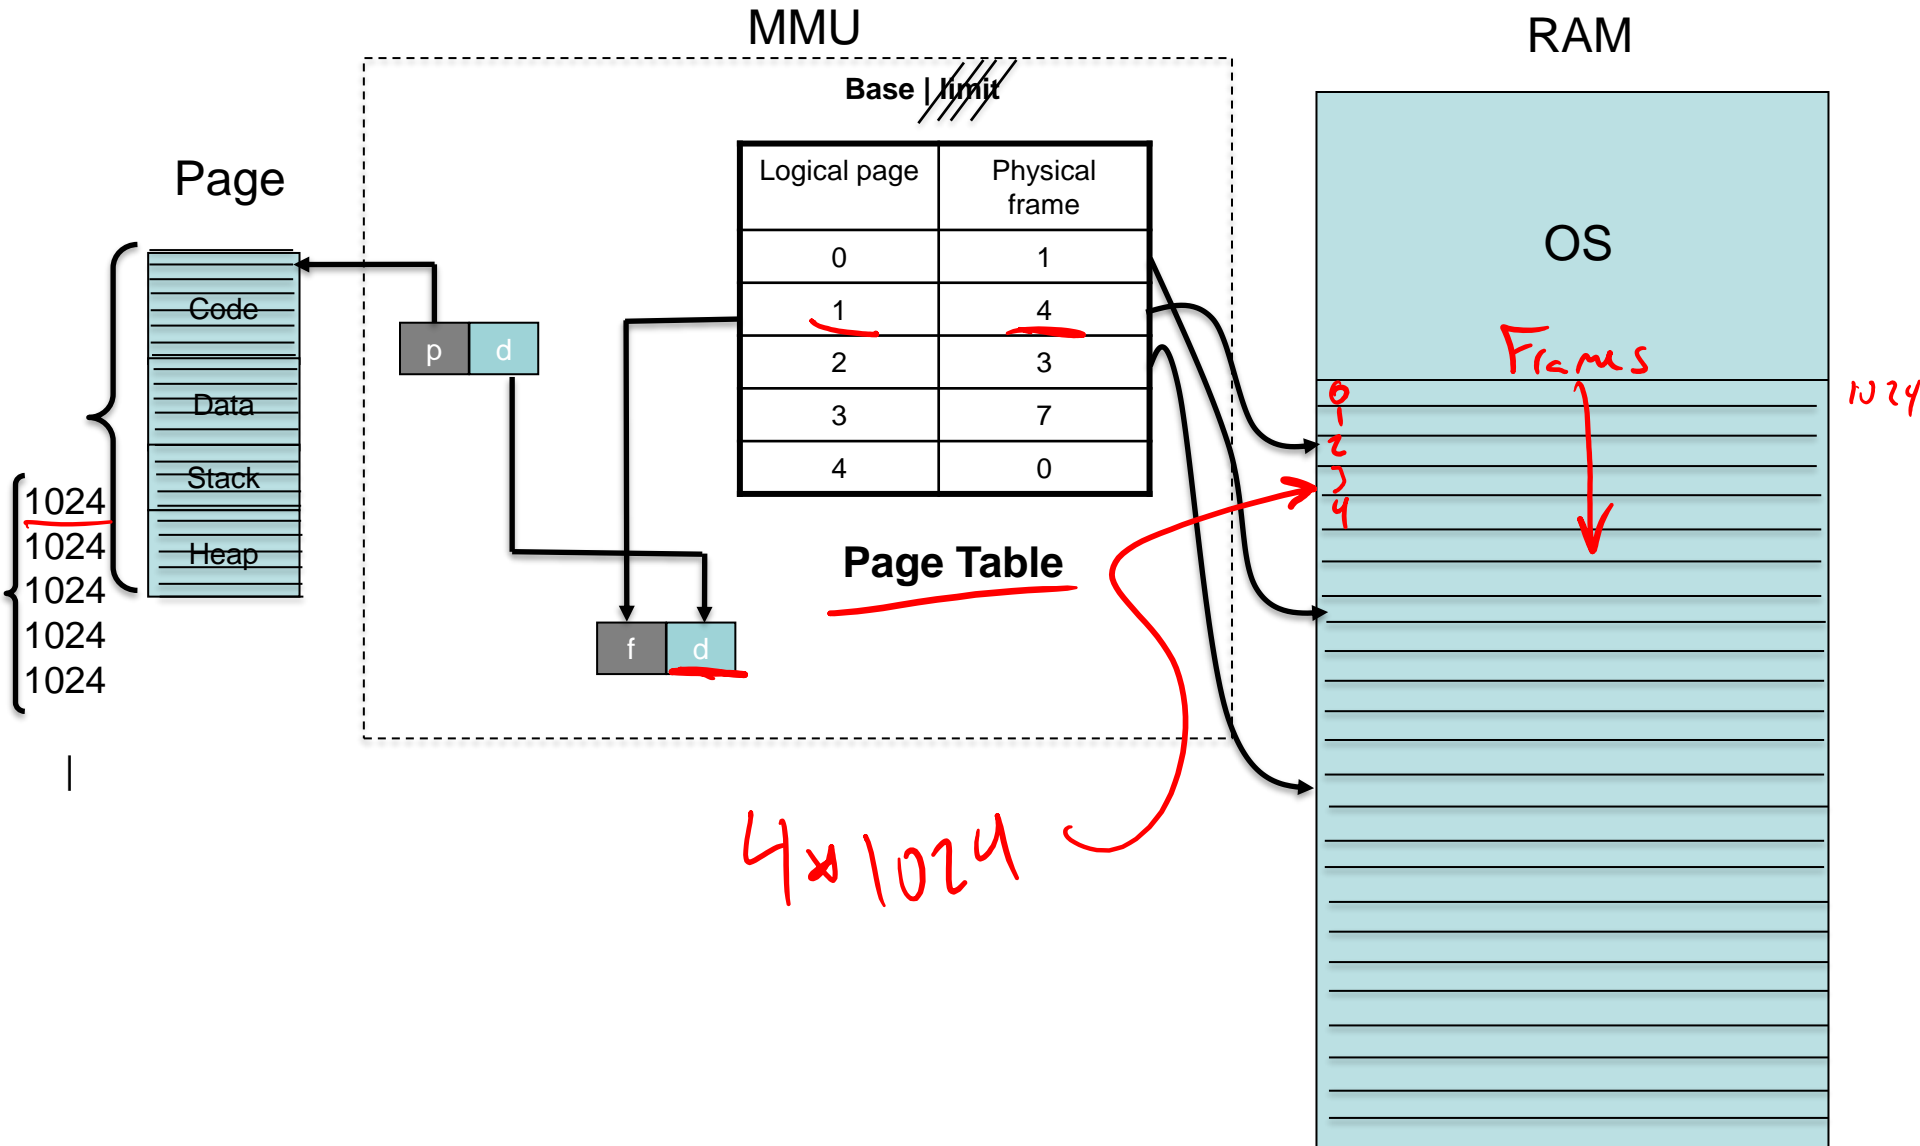 MMU
RAM
Base | limit
Page
Logical page Physical frame
0 1
1 4
2 3
3 7
4 0
OS
Code
Data
Stack
Heap
p d
Frames
0
1
2
3
4
1024
1024
1024
1024
1024
1024
Page Table
f d
|
4 x 1024